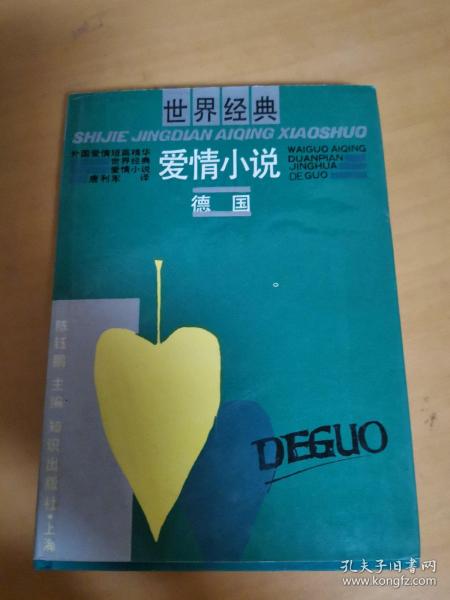 世界经典
SHIJIE JINGDIAN AIQING XIAOSHUO
外国爱情短篇精华
世界经典
爱情小说
唐利军 译
爱情小说
德国
WAIGUO AIQING
DUANPIAN
JINGHUA
DEGUO
DEGUO
陈钰鹏 主编 知识出版社·上海
孔夫子旧书网
www.kongfz.com